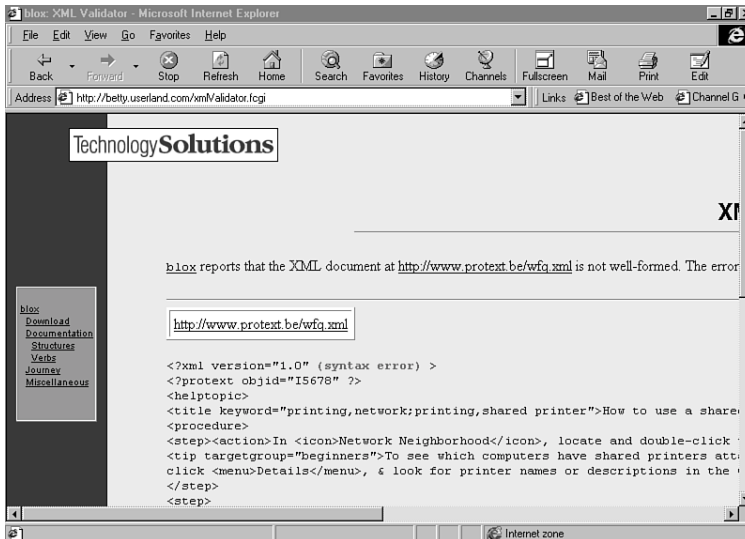 blox: XML Validator - Microsoft Internet Explorer
File Edit View Go Favorites Help
Back Forward Stop Refresh Home Search Favorites History Channels Fullscreen Mail Print Edit
Address http://betty.userland.com/xmlValidator.fcgi Links Best of the Web Channel G
TechnologySolutions
XM
blox reports that the XML document at http://www.protext.be/wfq.xml is not well-formed. The error
blox
Download
Documentation
Structures
Verbs
Journey
Miscellaneous
http://www.protext.be/wfq.xml
<?xml version="1.0" (syntax error) >
<?protext objid="I5678" ?>
<helptopic>
<title keyword="printing,network;printing,shared printer">How to use a share
<procedure>
<step><action>In <icon>Network Neighborhood</icon>, locate and double-click
<tip targetgroup="beginners">To see which computers have shared printers att
click <menu>Details</menu>, & look for printer names or descriptions in the
</step>
<step>
Internet zone